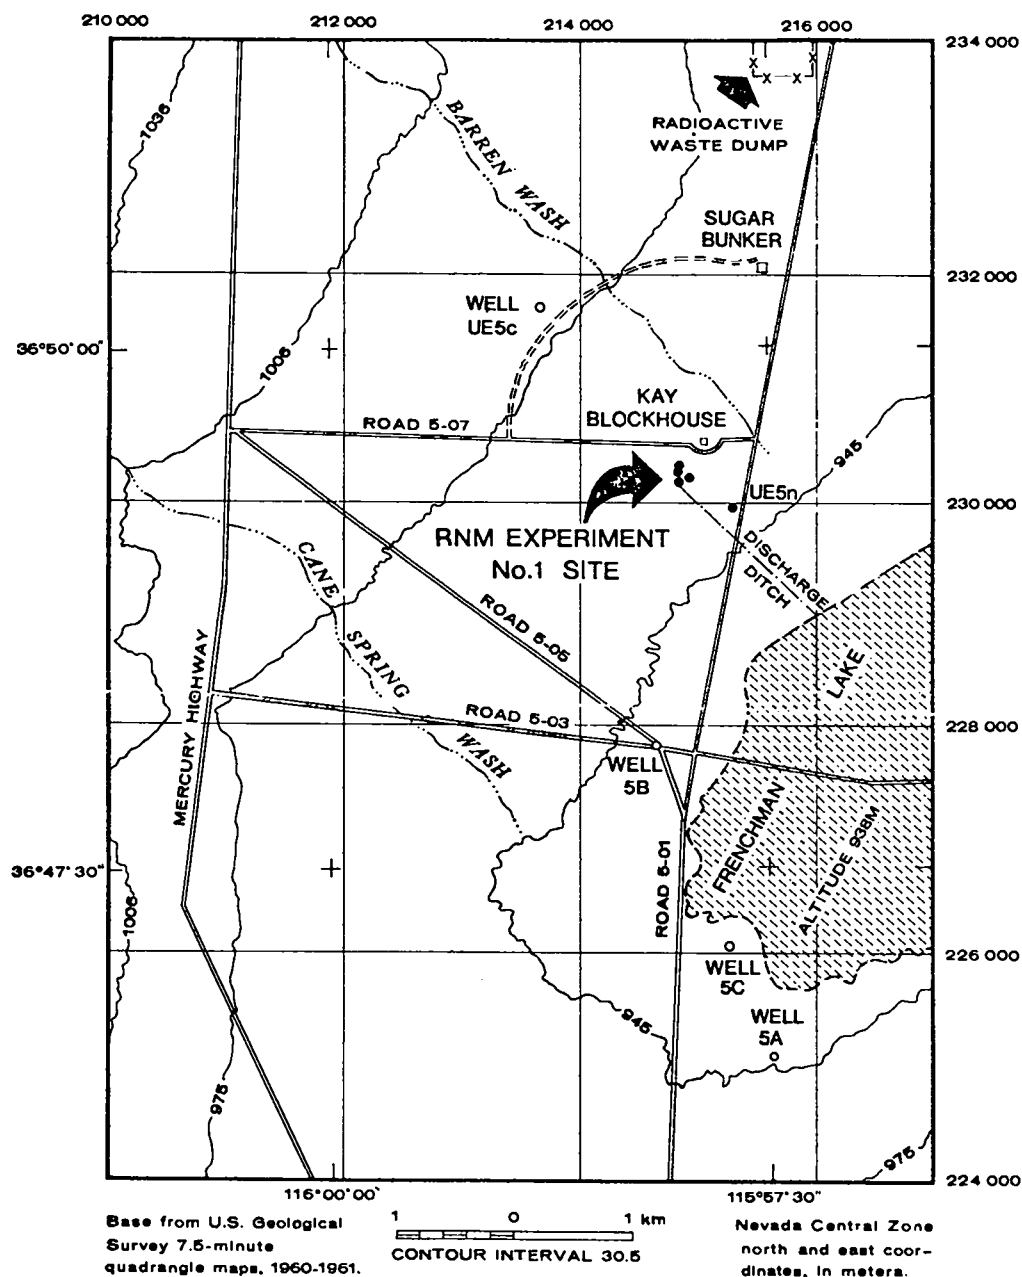 210 000
212 000
214 000
216 000
234 000
1036
BARREN WASH
RADIOACTIVE
WASTE DUMP
SUGAR
BUNKER
232 000
WELL
UE5c
36°50'00"
1006
KAY
BLOCKHOUSE
ROAD 5-07
945
UE5n
230 000
RNM EXPERIMENT
No.1 SITE
DISCHARGE
DITCH
CANE SPRING WASH
ROAD 5-05
MERCURY HIGHWAY
ROAD 5-03
228 000
WELL
5B
FRENCHMAN LAKE
ALTITUDE 938M
36°47'30"
ROAD 5-01
1006
226 000
WELL
5C
WELL
5A
945
975
975
224 000
116°00'00"
115°57'30"
Base from U.S. Geological
Survey 7.5-minute
quadrangle maps, 1960-1961.
1 0 1 km
CONTOUR INTERVAL 30.5
Nevada Central Zone
north and east coor-
dinates, in meters.